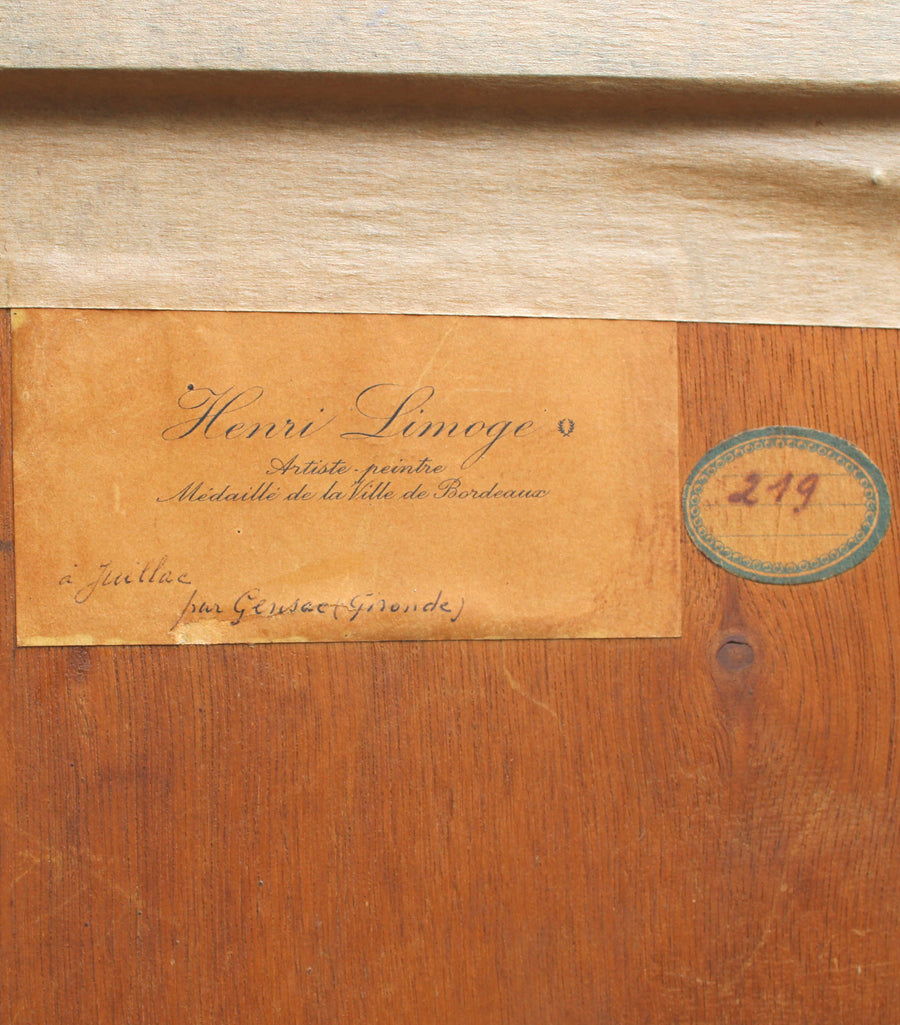 Henri Limoge
Artiste-peintre
Médaillé de la Ville de Bordeaux
à Juillac
par Gensac (Gironde)
219